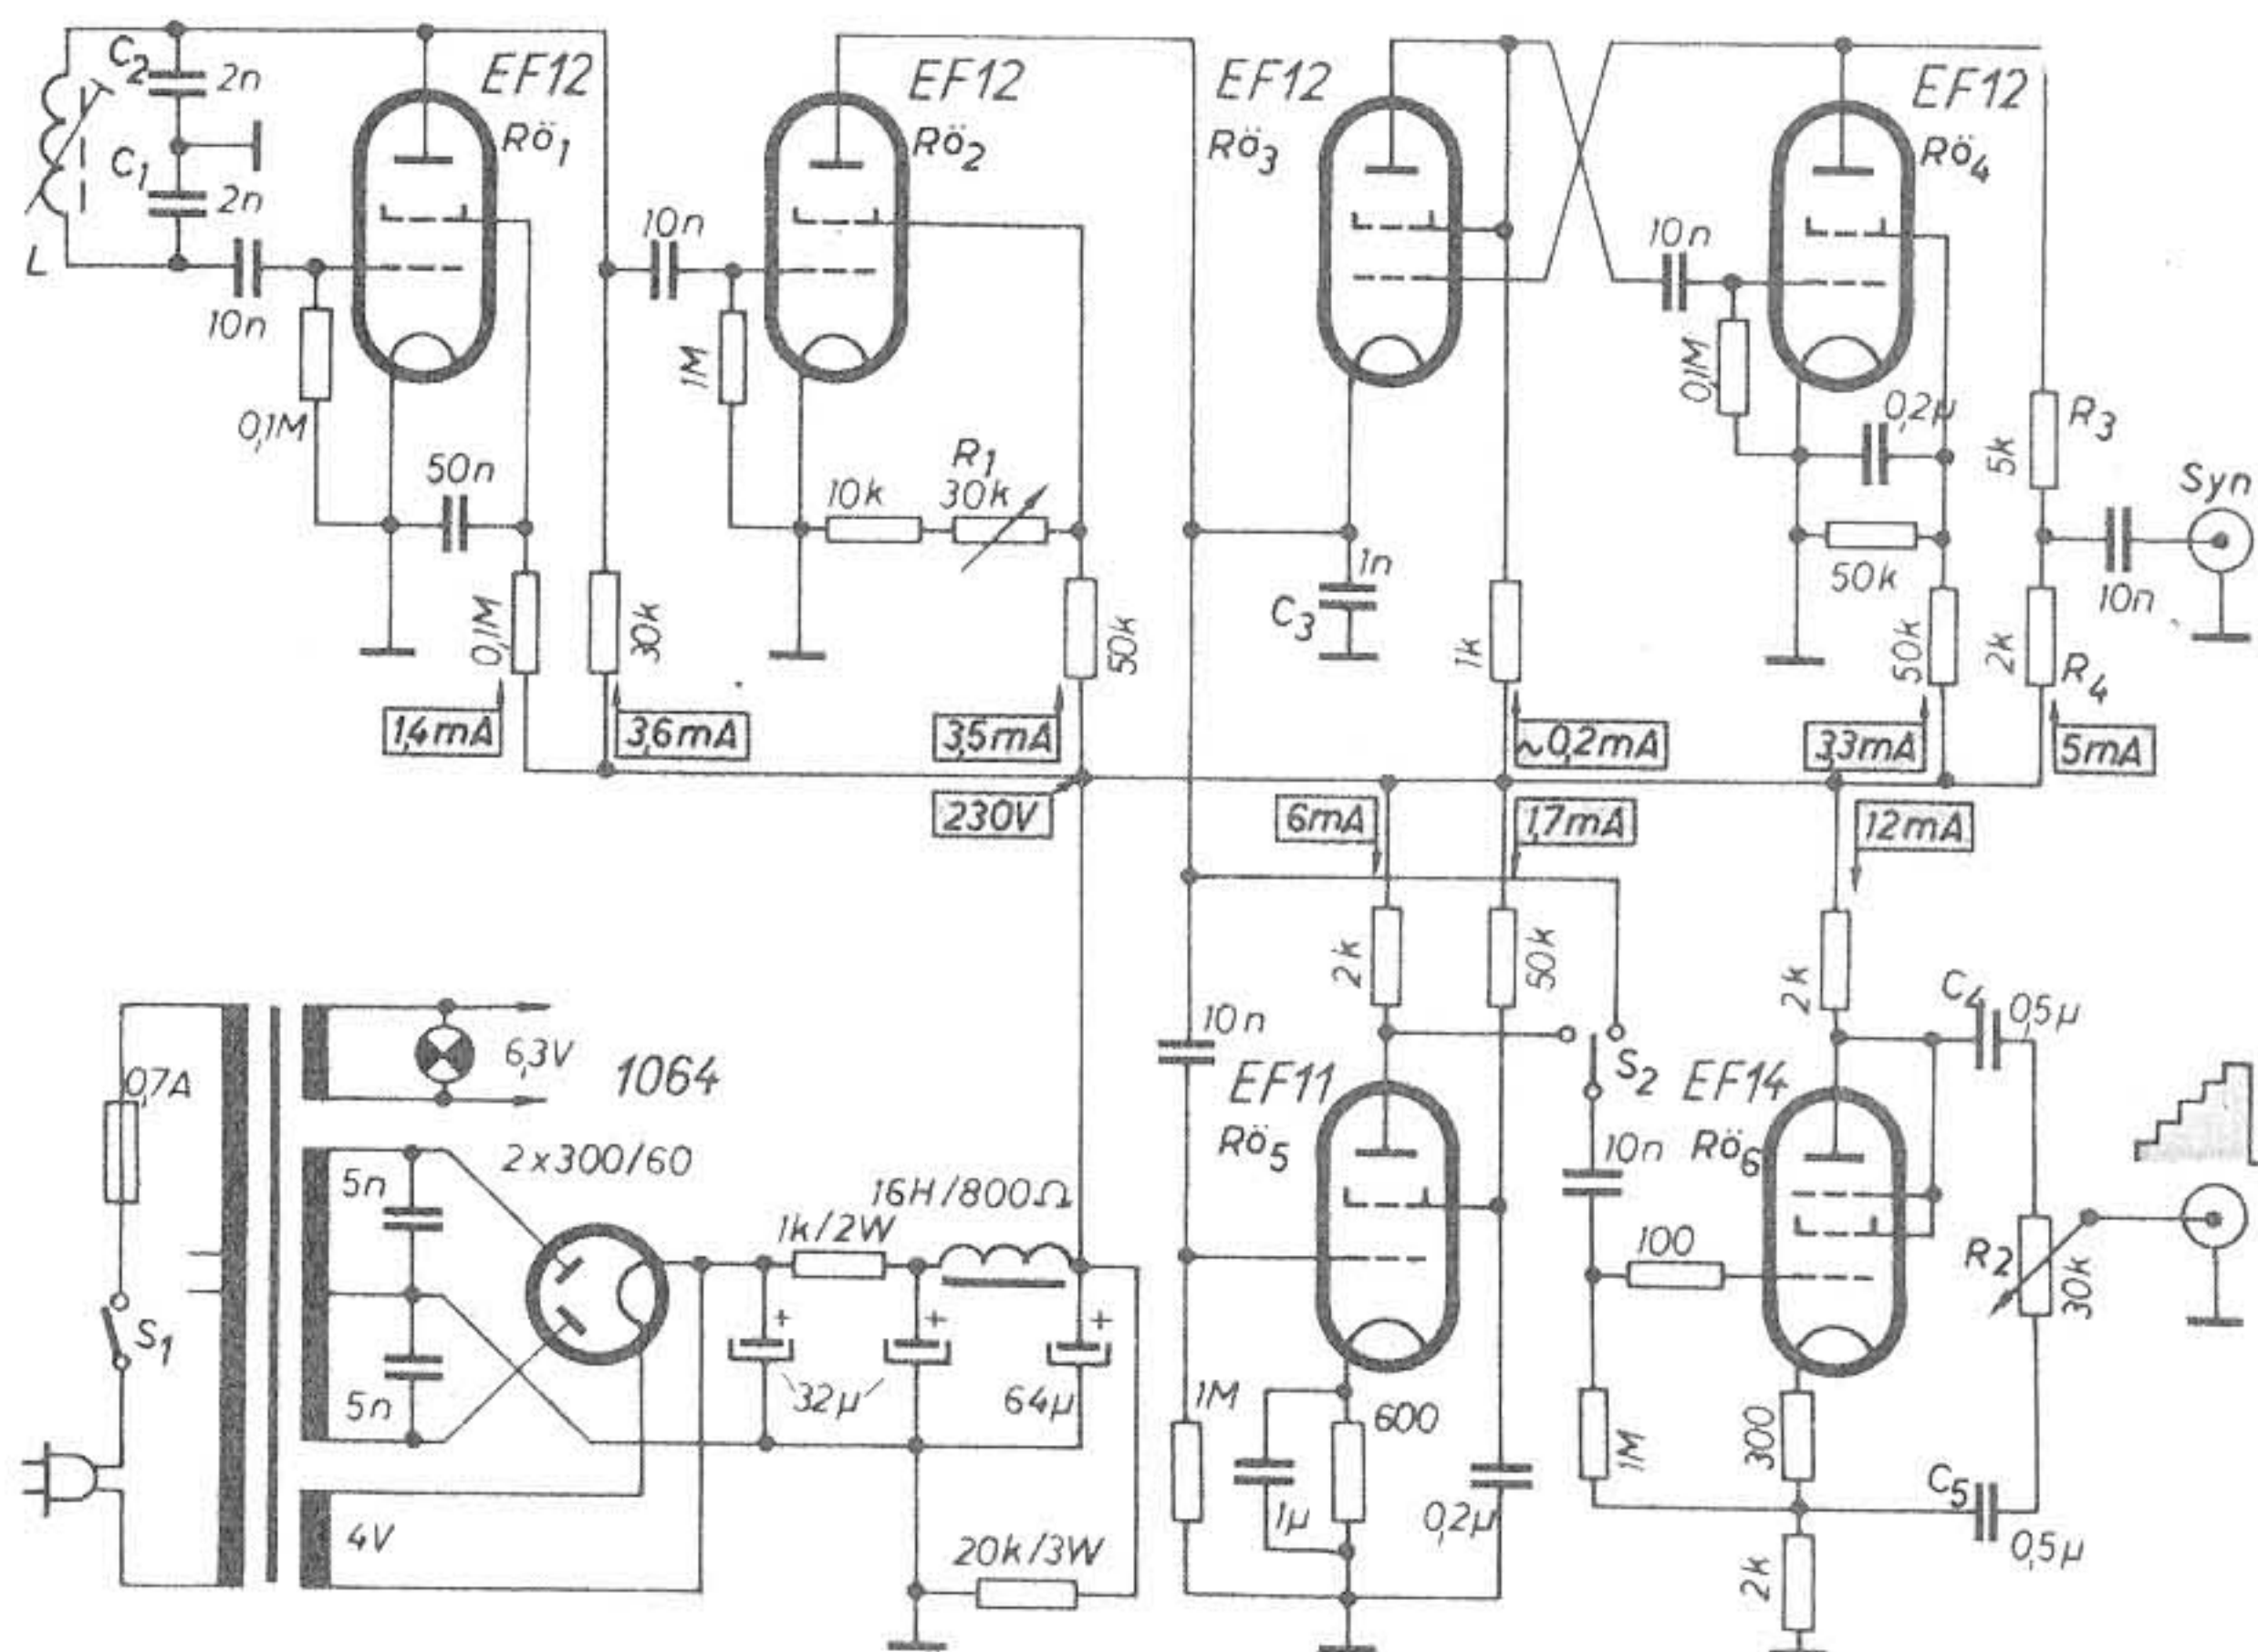 C2
2n
C1
2n
L
10n
0,1M
EF12
Rö1
50n
0,1M
1,4mA
30k
3,6mA
10n
1M
EF12
Rö2
10k
R1
30k
50k
3,5mA
230V
EF12
Rö3
1n
C3
1k
~0,2mA
10n
0,1M
EF12
Rö4
0,2µ
50k
50k
3,3mA
5k
R3
2k
R4
5mA
10n
Syn
6mA
1,7mA
12mA
0,7A
S1
6,3V
1064
2x300/60
5n
5n
4V
1k/2W
16H/800Ω
+
+
+
32µ
64µ
20k/3W
10n
2k
50k
EF11
Rö5
1M
1µ
600
0,2µ
S2
10n
100
1M
2k
EF14
Rö6
300
2k
C4
0,5µ
R2
30k
C5
0,5µ